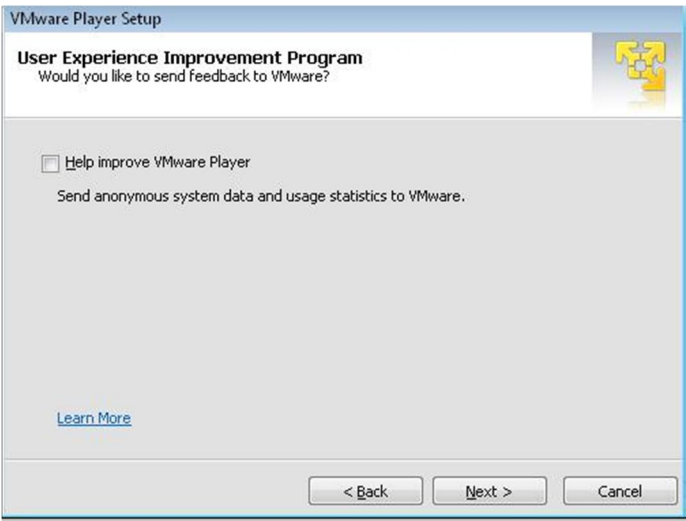 VMware Player Setup
User Experience Improvement Program
Would you like to send feedback to VMware?
Help improve VMware Player
Send anonymous system data and usage statistics to VMware.
Learn More
< Back Next > Cancel